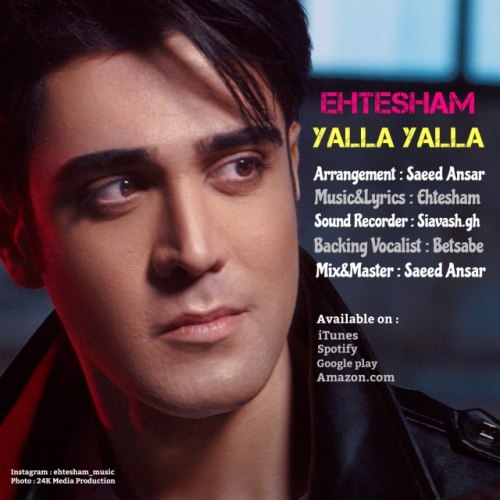 EHTESHAM
YALLA YALLA
Arrangement : Saeed Ansar
Music&Lyrics : Ehtesham
Sound Recorder : Siavash.gh
Backing Vocalist : Betsabe
Mix&Master : Saeed Ansar
Available on :
iTunes
Spotify
Google play
Amazon.com
Instagram : ehtesham_music
Photo : 24K Media Production